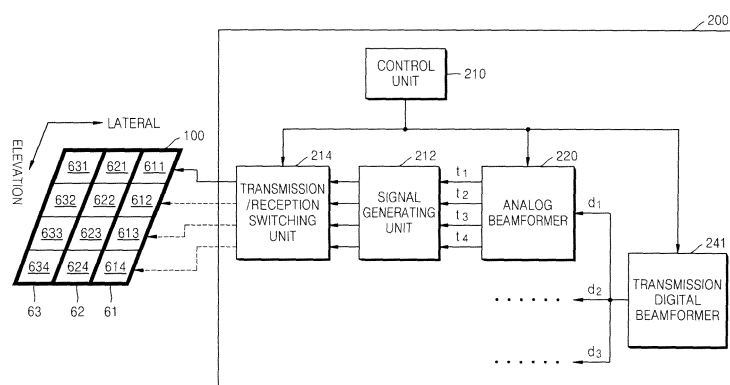 200
CONTROL
UNIT
210
LATERAL
ELEVATION
100
631 621 611
632 622 612
633 623 613
634 624 614
63 62 61
214
TRANSMISSION
/RECEPTION
SWITCHING
UNIT
212
SIGNAL
GENERATING
UNIT
t1
t2
t3
t4
220
ANALOG
BEAMFORMER
d1
d2
d3
241
TRANSMISSION
DIGITAL
BEAMFORMER